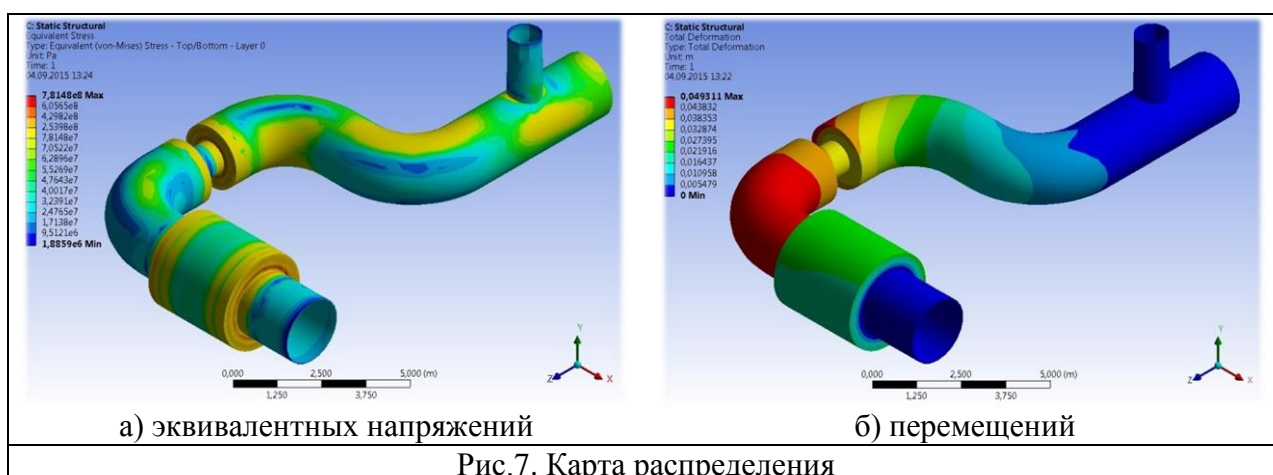 C: Static Structural
Equivalent Stress
Type: Equivalent (von-Mises) Stress - Top/Bottom - Layer 0
Unit: Pa
Time: 1
04.09.2015 13:24
7,8148e8 Max
6,0565e8
4,2982e8
2,5398e8
7,8148e7
7,0522e7
6,2896e7
5,5269e7
4,7643e7
4,0017e7
3,2391e7
2,4765e7
1,7138e7
9,5121e6
1,8859e6 Min
0,000 2,500 5,000 (m)
1,250 3,750
Y
Z X
C: Static Structural
Total Deformation
Type: Total Deformation
Unit: m
Time: 1
04.09.2015 13:22
0,049311 Max
0,043832
0,038353
0,032874
0,027395
0,021916
0,016437
0,010958
0,005479
0 Min
0,000 2,500 5,000 (m)
1,250 3,750
Y
Z X
а) эквивалентных напряжений
б) перемещений
Рис.7. Карта распределения